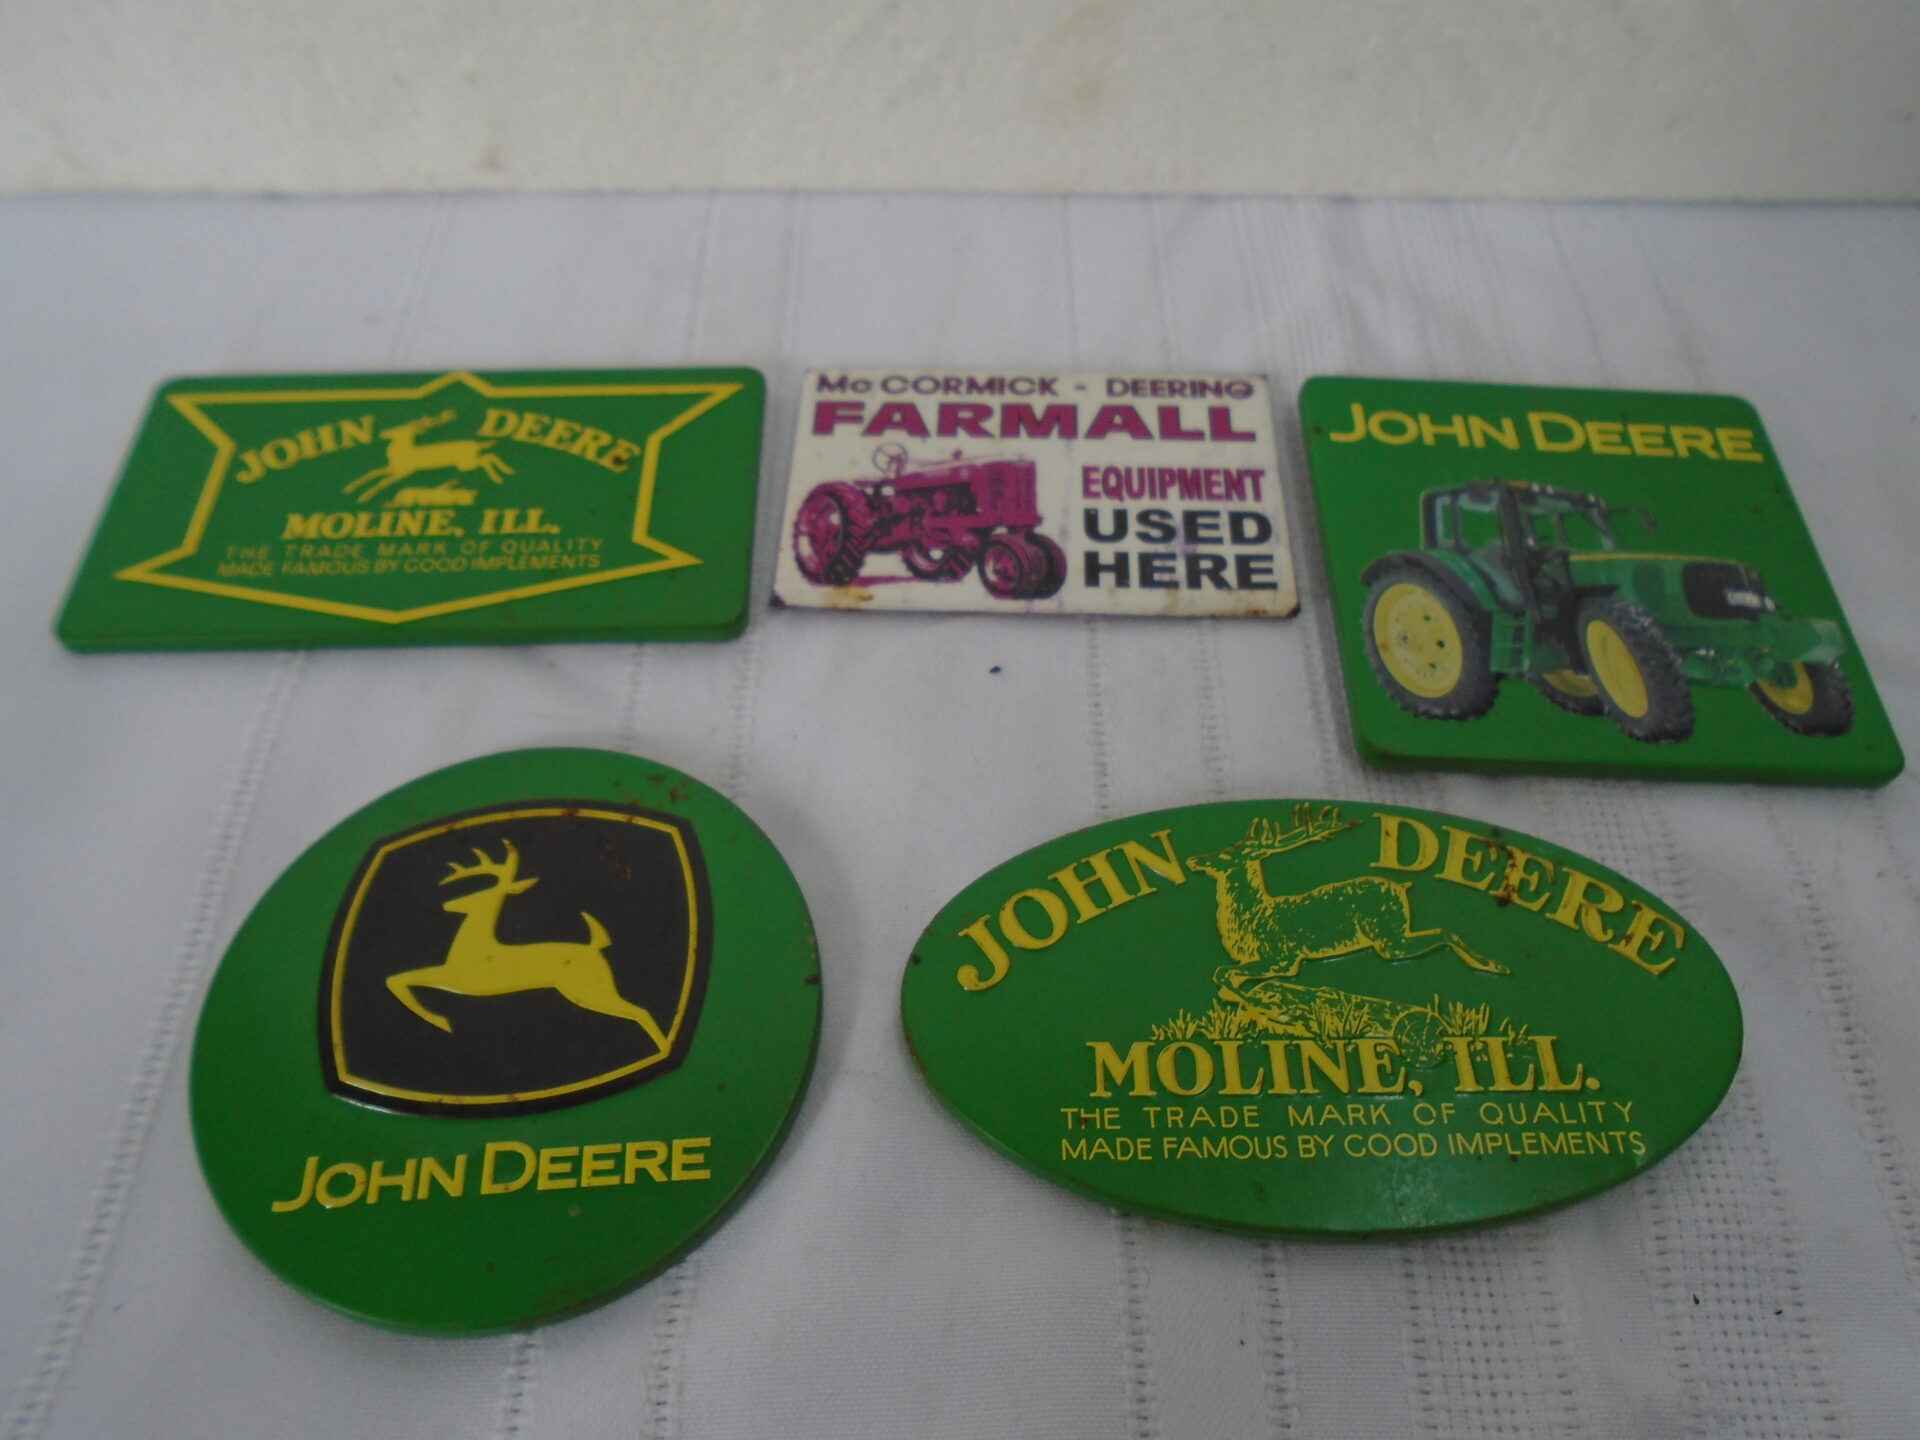 JOHN DEERE
MOLINE, ILL.
THE TRADE MARK OF QUALITY
MADE FAMOUS BY GOOD IMPLEMENTS
McCORMICK - DEERING
FARMALL
EQUIPMENT
USED
HERE
JOHN DEERE
JOHN DEERE
JOHN DEERE
MOLINE, ILL.
THE TRADE MARK OF QUALITY
MADE FAMOUS BY GOOD IMPLEMENTS